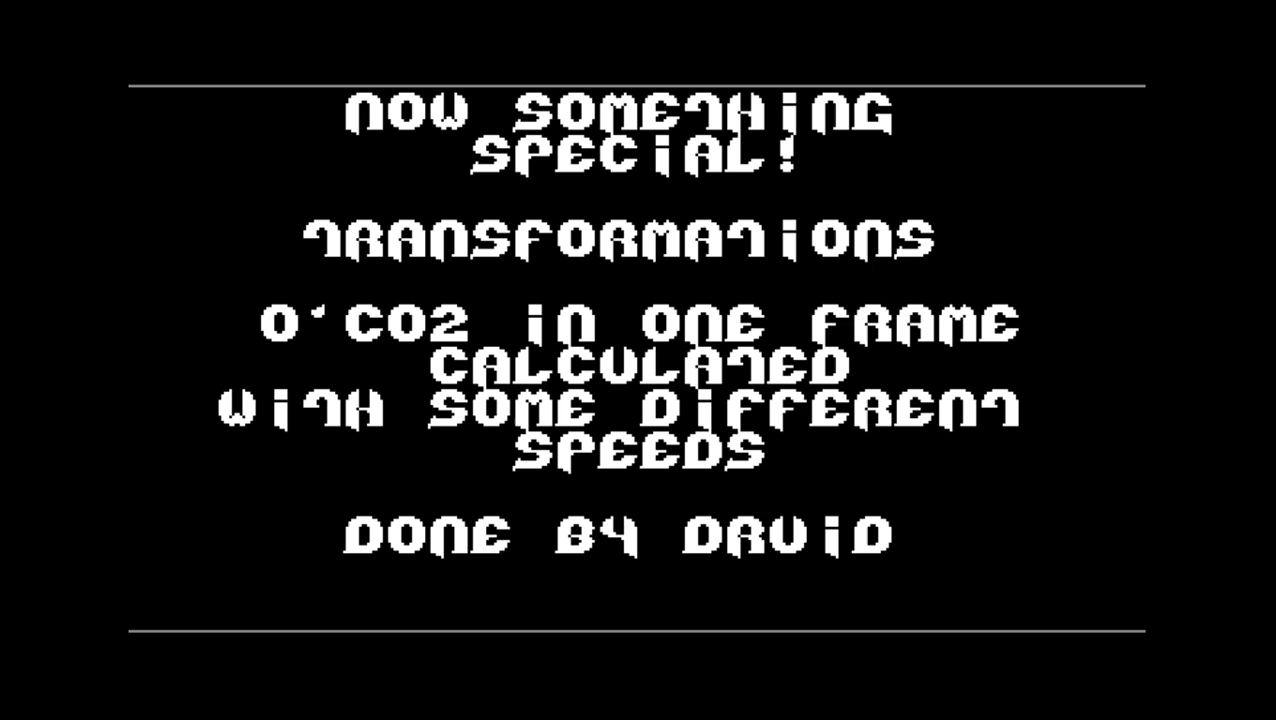 NOW SOMETHiNG
SPECiAL!
TRANSFORMATiONS
O'CO2 iN ONE FRAME
CALCULATED
WiTH SOME DiFFERENT
SPEEDS
DONE BY DRUiD